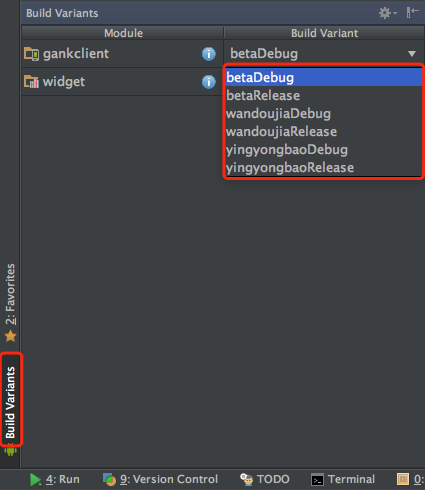 Build Variants
Module Build Variant
gankclient betaDebug
widget
betaDebug
betaRelease
wandoujiaDebug
wandoujiaRelease
yingyongbaoDebug
yingyongbaoRelease
2: Favorites
Build Variants
4: Run 9: Version Control TODO Terminal 0: